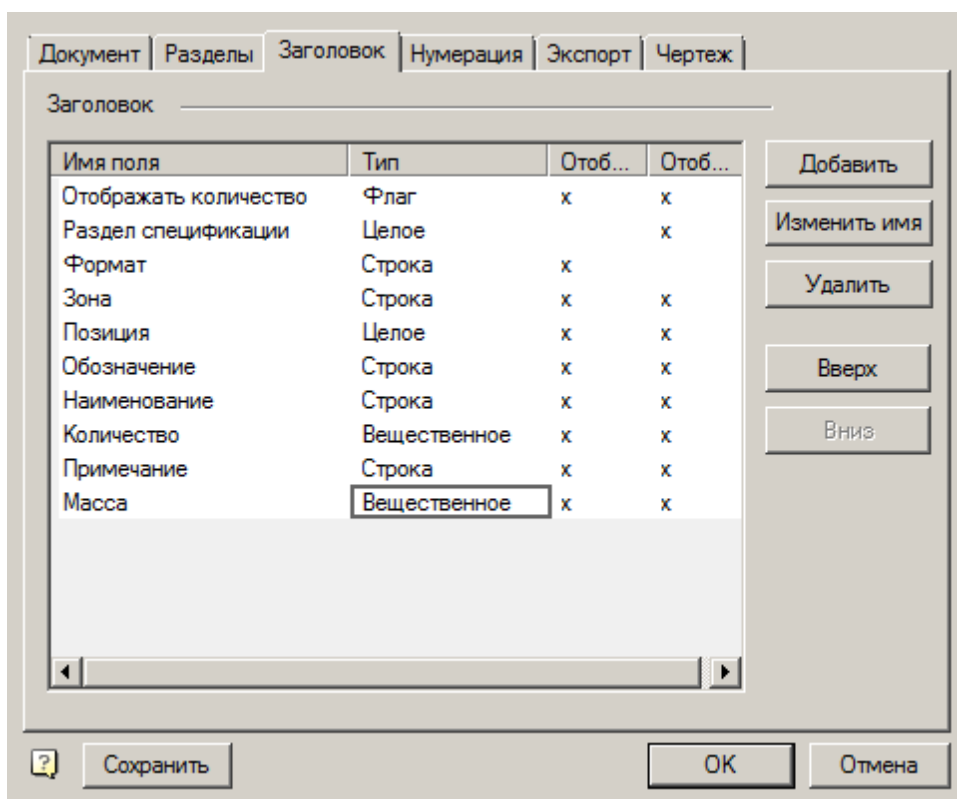 Документ Разделы Заголовок Нумерация Экспорт Чертеж
Заголовок
Имя поля Тип Отоб... Отоб...
Отображать количество Флаг x x
Раздел спецификации Целое x
Формат Строка x
Зона Строка x x
Позиция Целое x x
Обозначение Строка x x
Наименование Строка x x
Количество Вещественное x x
Примечание Строка x x
Масса Вещественное x x
Добавить
Изменить имя
Удалить
Вверх
Вниз
? Сохранить OK Отмена